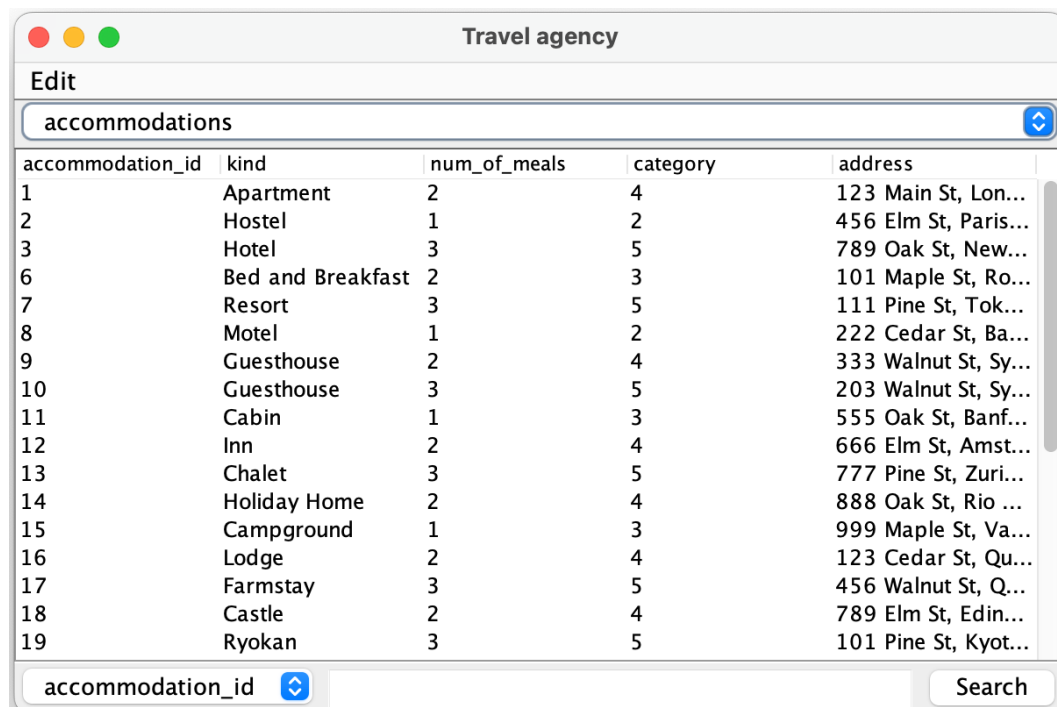 Travel agency
Edit
accommodations
accommodation_id kind num_of_meals category address
1 Apartment 2 4 123 Main St, Lon...
2 Hostel 1 2 456 Elm St, Paris...
3 Hotel 3 5 789 Oak St, New...
6 Bed and Breakfast 2 3 101 Maple St, Ro...
7 Resort 3 5 111 Pine St, Tok...
8 Motel 1 2 222 Cedar St, Ba...
9 Guesthouse 2 4 333 Walnut St, Sy...
10 Guesthouse 3 5 203 Walnut St, Sy...
11 Cabin 1 3 555 Oak St, Banf...
12 Inn 2 4 666 Elm St, Amst...
13 Chalet 3 5 777 Pine St, Zuri...
14 Holiday Home 2 4 888 Oak St, Rio ...
15 Campground 1 3 999 Maple St, Va...
16 Lodge 2 4 123 Cedar St, Qu...
17 Farmstay 3 5 456 Walnut St, Q...
18 Castle 2 4 789 Elm St, Edin...
19 Ryokan 3 5 101 Pine St, Kyot...
accommodation_id Search